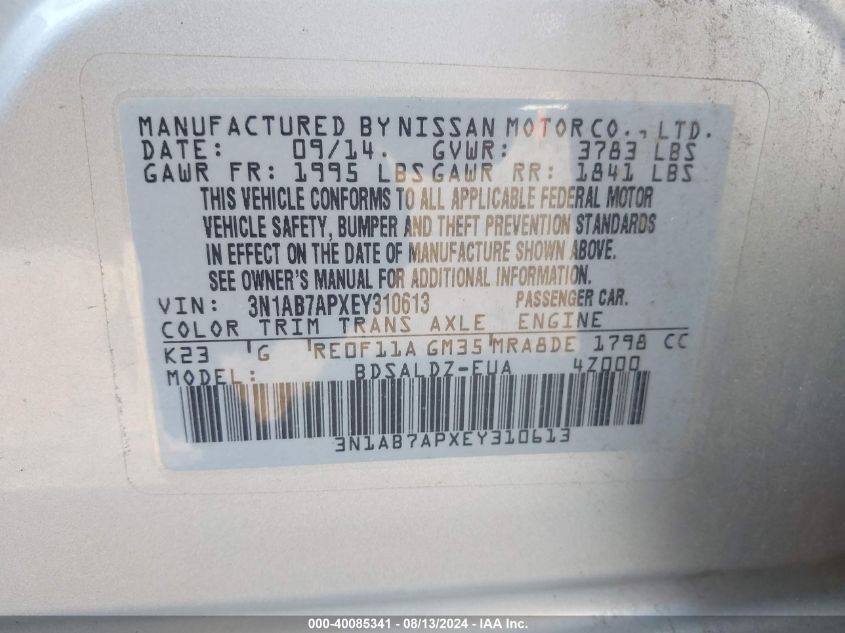 MANUFACTURED BY NISSAN MOTOR CO., LTD.
DATE: 09/14 GVWR: 3783 LBS
GAWR FR: 1995 LBS GAWR RR: 1841 LBS
THIS VEHICLE CONFORMS TO ALL APPLICABLE FEDERAL MOTOR
VEHICLE SAFETY, BUMPER AND THEFT PREVENTION STANDARDS
IN EFFECT ON THE DATE OF MANUFACTURE SHOWN ABOVE.
SEE OWNER'S MANUAL FOR ADDITIONAL INFORMATION.
VIN: 3N1AB7APXEY310613 PASSENGER CAR.
COLOR TRIM TRANS AXLE ENGINE
K23 G RE0F11A GM35 MRA8DE 1798 CC
MODEL: BDSALDZ-EUA 4Z000
3N1AB7APXEY310613
000-40085341 - 08/13/2024 - IAA Inc.